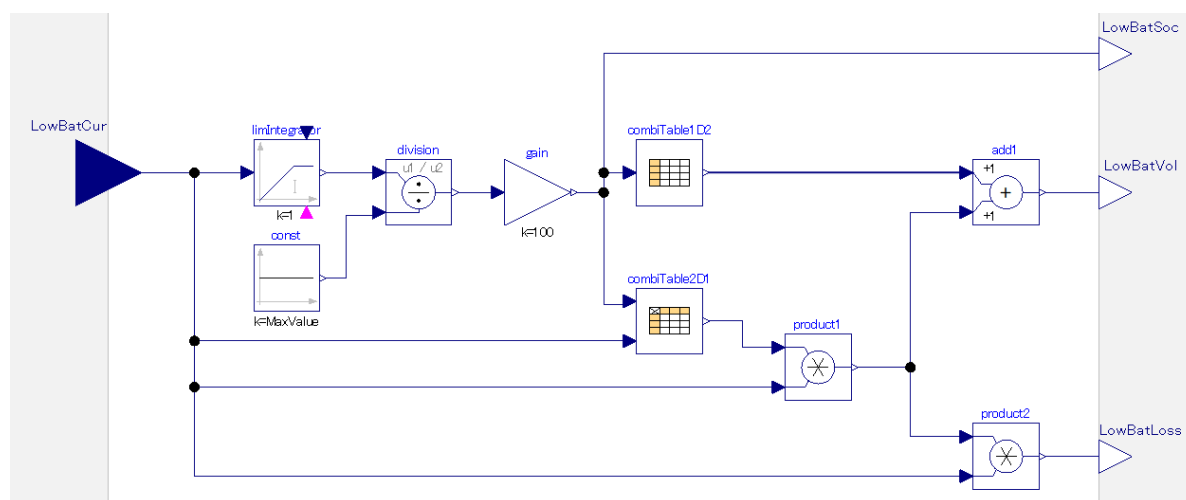 LowBatSoc
LowBatCur
limIntegrator
I
k=1
division
u1 / u2
gain
k=100
combiTable1D2
add1
+1
+
+1
LowBatVol
const
k=MaxValue
combiTable2D1
product1
product2
LowBatLoss